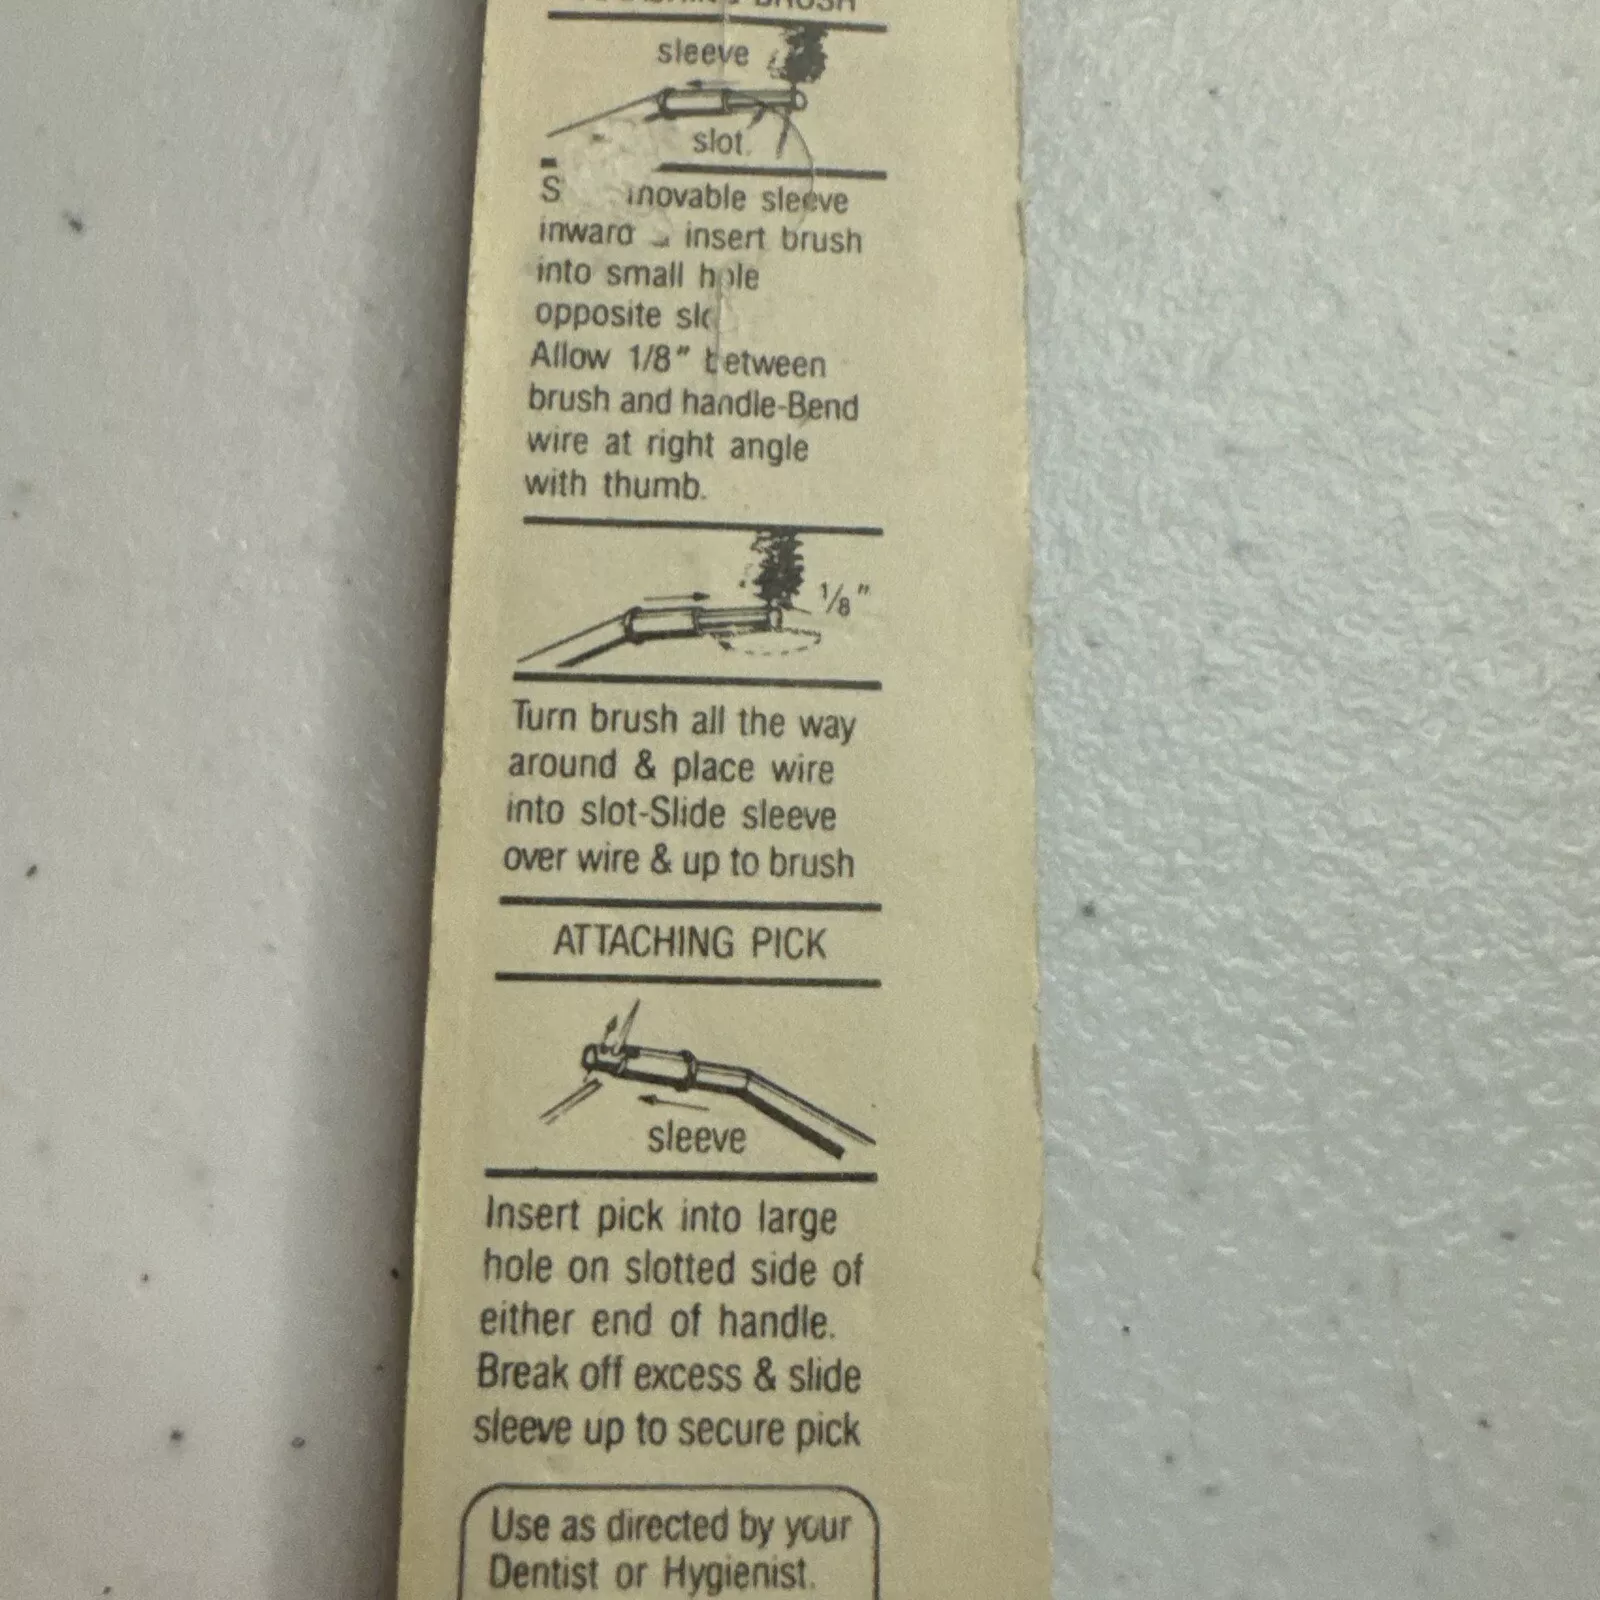 BRUSH
sleeve
slot.
movable sleeve
inward insert brush
into small hole
opposite
Allow 1/8" between
brush and handle-Bend
wire at right angle
with thumb.
1/8"
Turn brush all the way
around & place wire
into slot-Slide sleeve
over wire & up to brush
ATTACHING PICK
sleeve
Insert pick into large
hole on slotted side of
either end of handle.
Break off excess & slide
sleeve up to secure pick
Use as directed by your
Dentist or Hygienist.